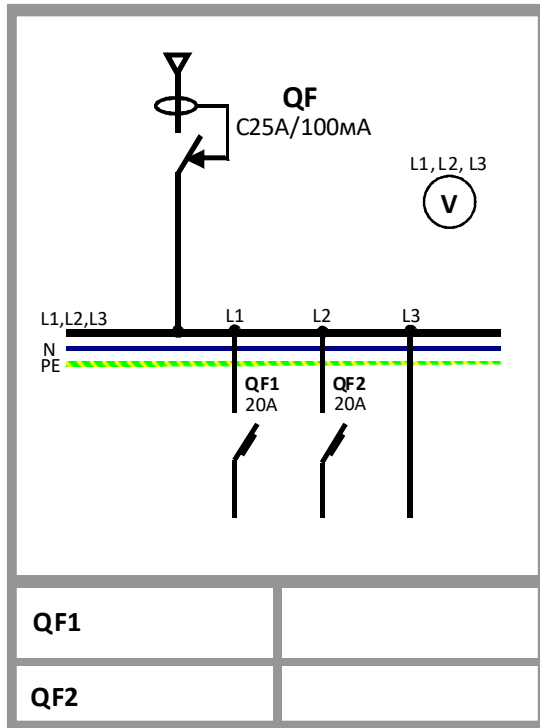 QF
C25A/100мА
L1, L2, L3
V
L1,L2,L3
L1
L2
L3
N
PE
QF1
20A
QF2
20A
QF1
QF2